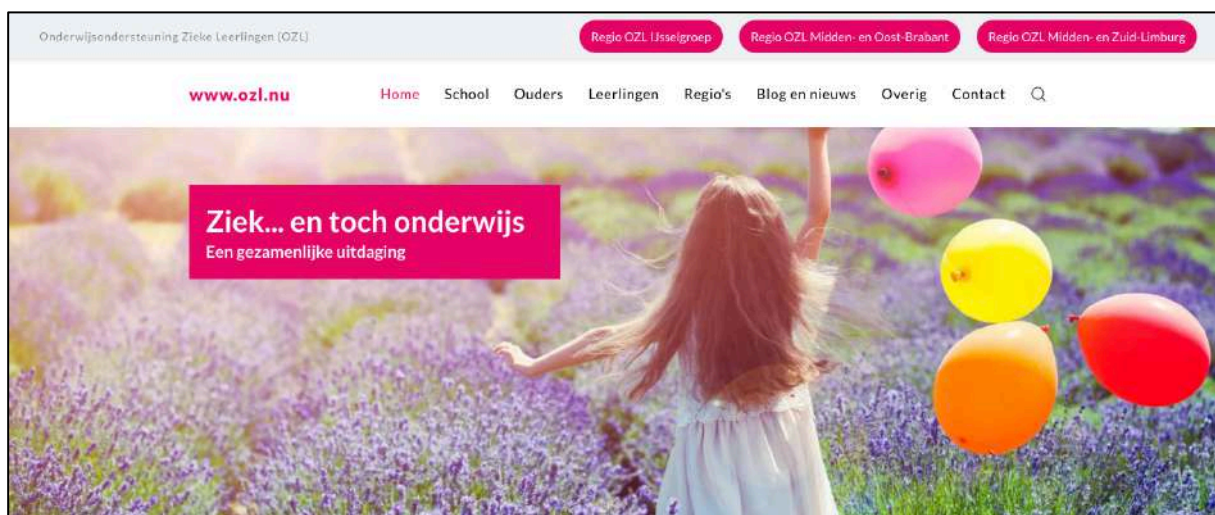 Onderwijsondersteuning Zieke Leerlingen (OZL)
Regio OZL IJsselgroep
Regio OZL Midden- en Oost-Brabant
Regio OZL Midden- en Zuid-Limburg
www.ozl.nu
Home School Ouders Leerlingen Regio's Blog en nieuws Overig Contact
Ziek... en toch onderwijs
Een gezamenlijke uitdaging